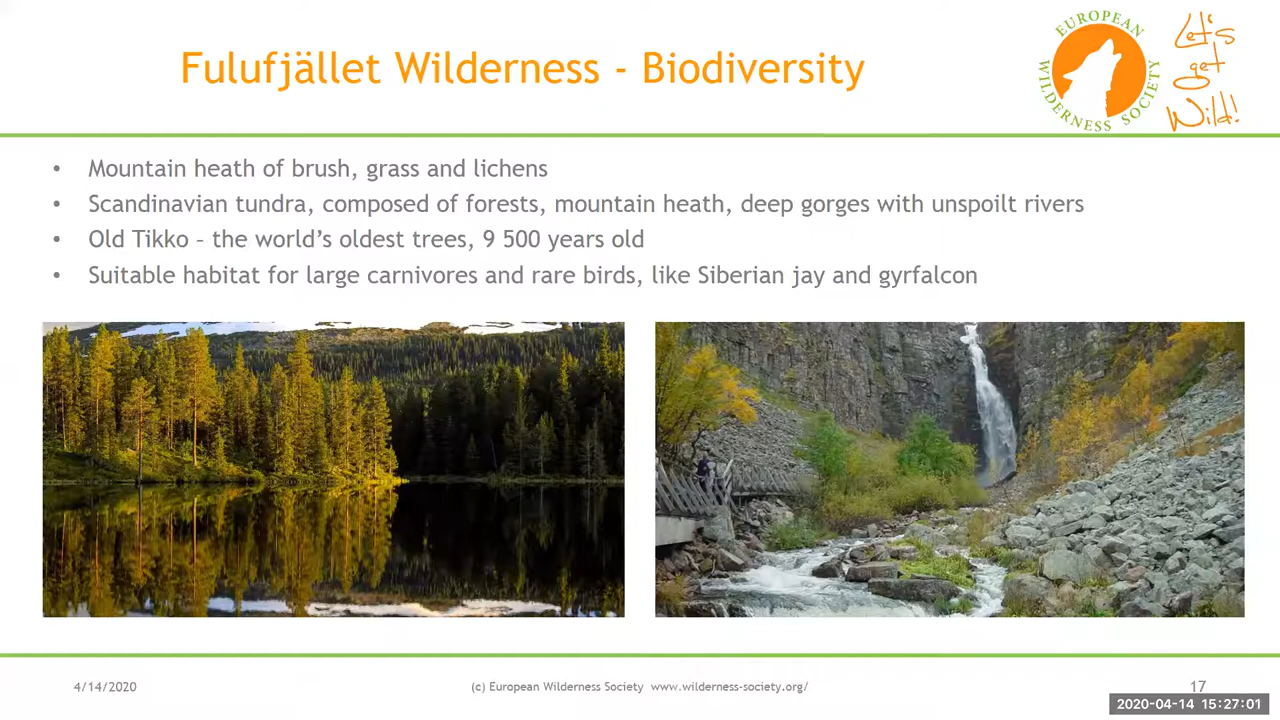 Fulufjället Wilderness - Biodiversity
EUROPEAN
WILDERNESS SOCIETY
Let's
get
Wild!
• Mountain heath of brush, grass and lichens
• Scandinavian tundra, composed of forests, mountain heath, deep gorges with unspoilt rivers
• Old Tikko – the world's oldest trees, 9 500 years old
• Suitable habitat for large carnivores and rare birds, like Siberian jay and gyrfalcon
4/14/2020
(c) European Wilderness Society www.wilderness-society.org/
17
2020-04-14 15:27:01